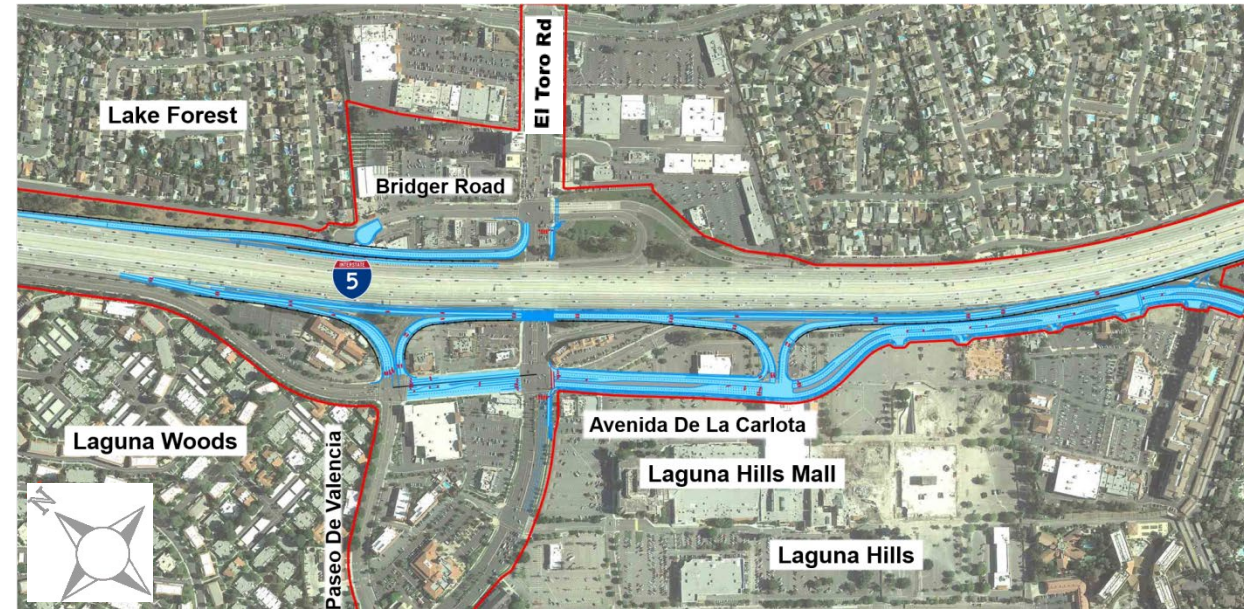 El Toro Rd
Lake Forest
Bridger Road
INTERSTATE
5
Avenida De La Carlota
Laguna Woods
Paseo De Valencia
Laguna Hills Mall
N
Laguna Hills